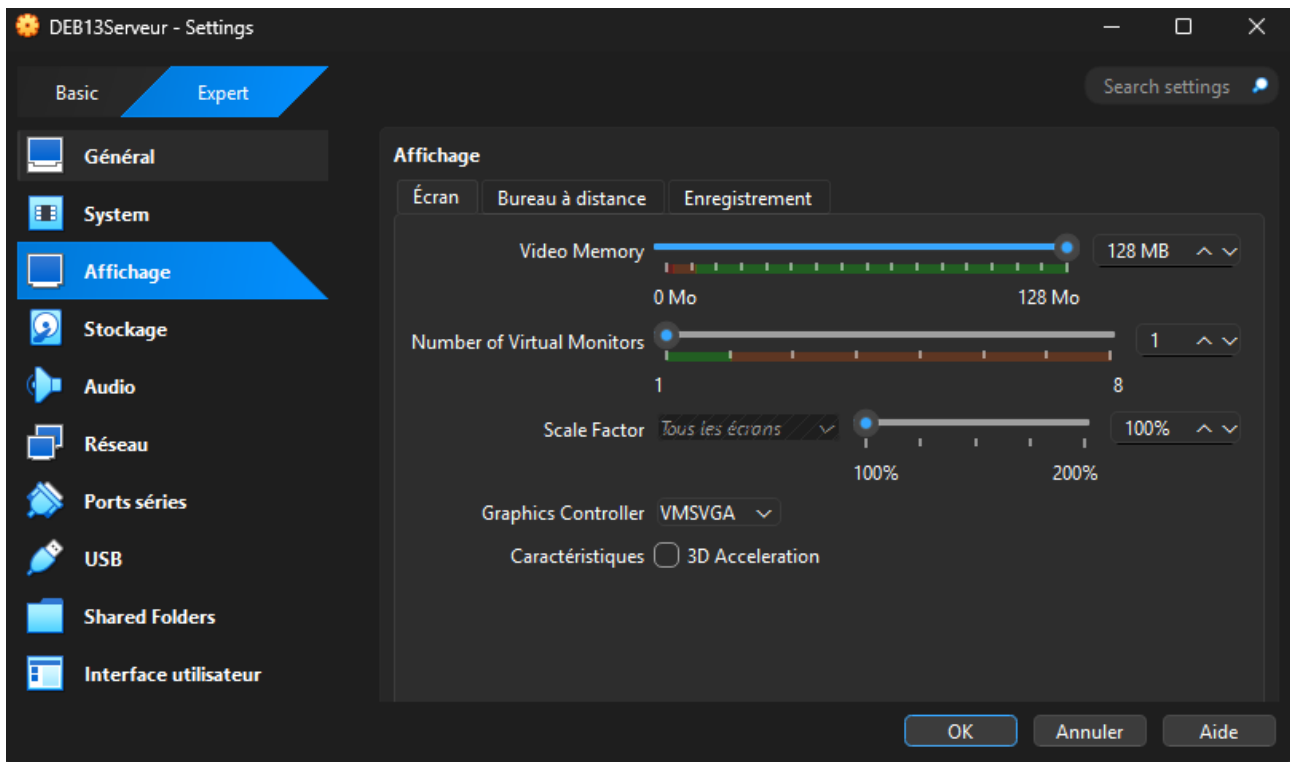 DEB13Serveur - Settings
Basic
Expert
Search settings
Général
System
Affichage
Stockage
Audio
Réseau
Ports séries
USB
Shared Folders
Interface utilisateur
Affichage
Écran
Bureau à distance
Enregistrement
Video Memory
128 MB
0 Mo
128 Mo
Number of Virtual Monitors
1
1
8
Scale Factor
Tous les écrans
100%
100%
200%
Graphics Controller
VMSVGA
Caractéristiques
3D Acceleration
OK
Annuler
Aide